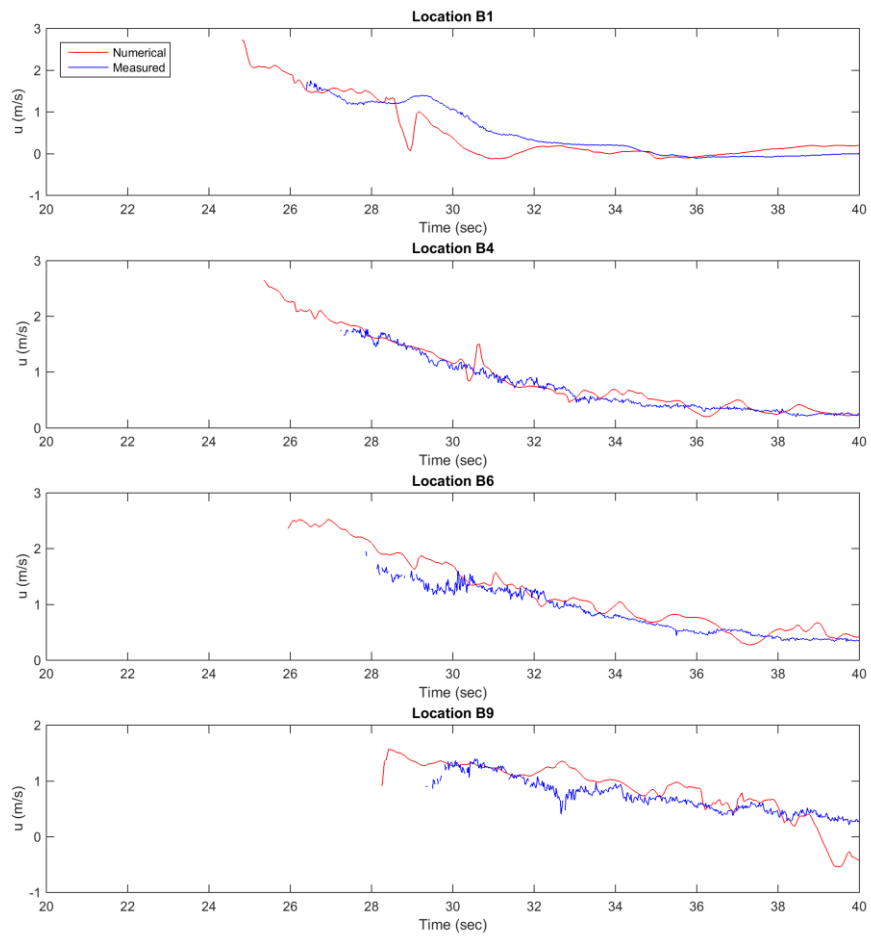 Location B1
3
2
1
0
-1
u (m/s)
Numerical
Measured
20 22 24 26 28 30 32 34 36 38 40
Time (sec)
Location B4
3
2
1
0
u (m/s)
20 22 24 26 28 30 32 34 36 38 40
Time (sec)
Location B6
3
2
1
0
u (m/s)
20 22 24 26 28 30 32 34 36 38 40
Time (sec)
Location B9
2
1
0
-1
u (m/s)
20 22 24 26 28 30 32 34 36 38 40
Time (sec)